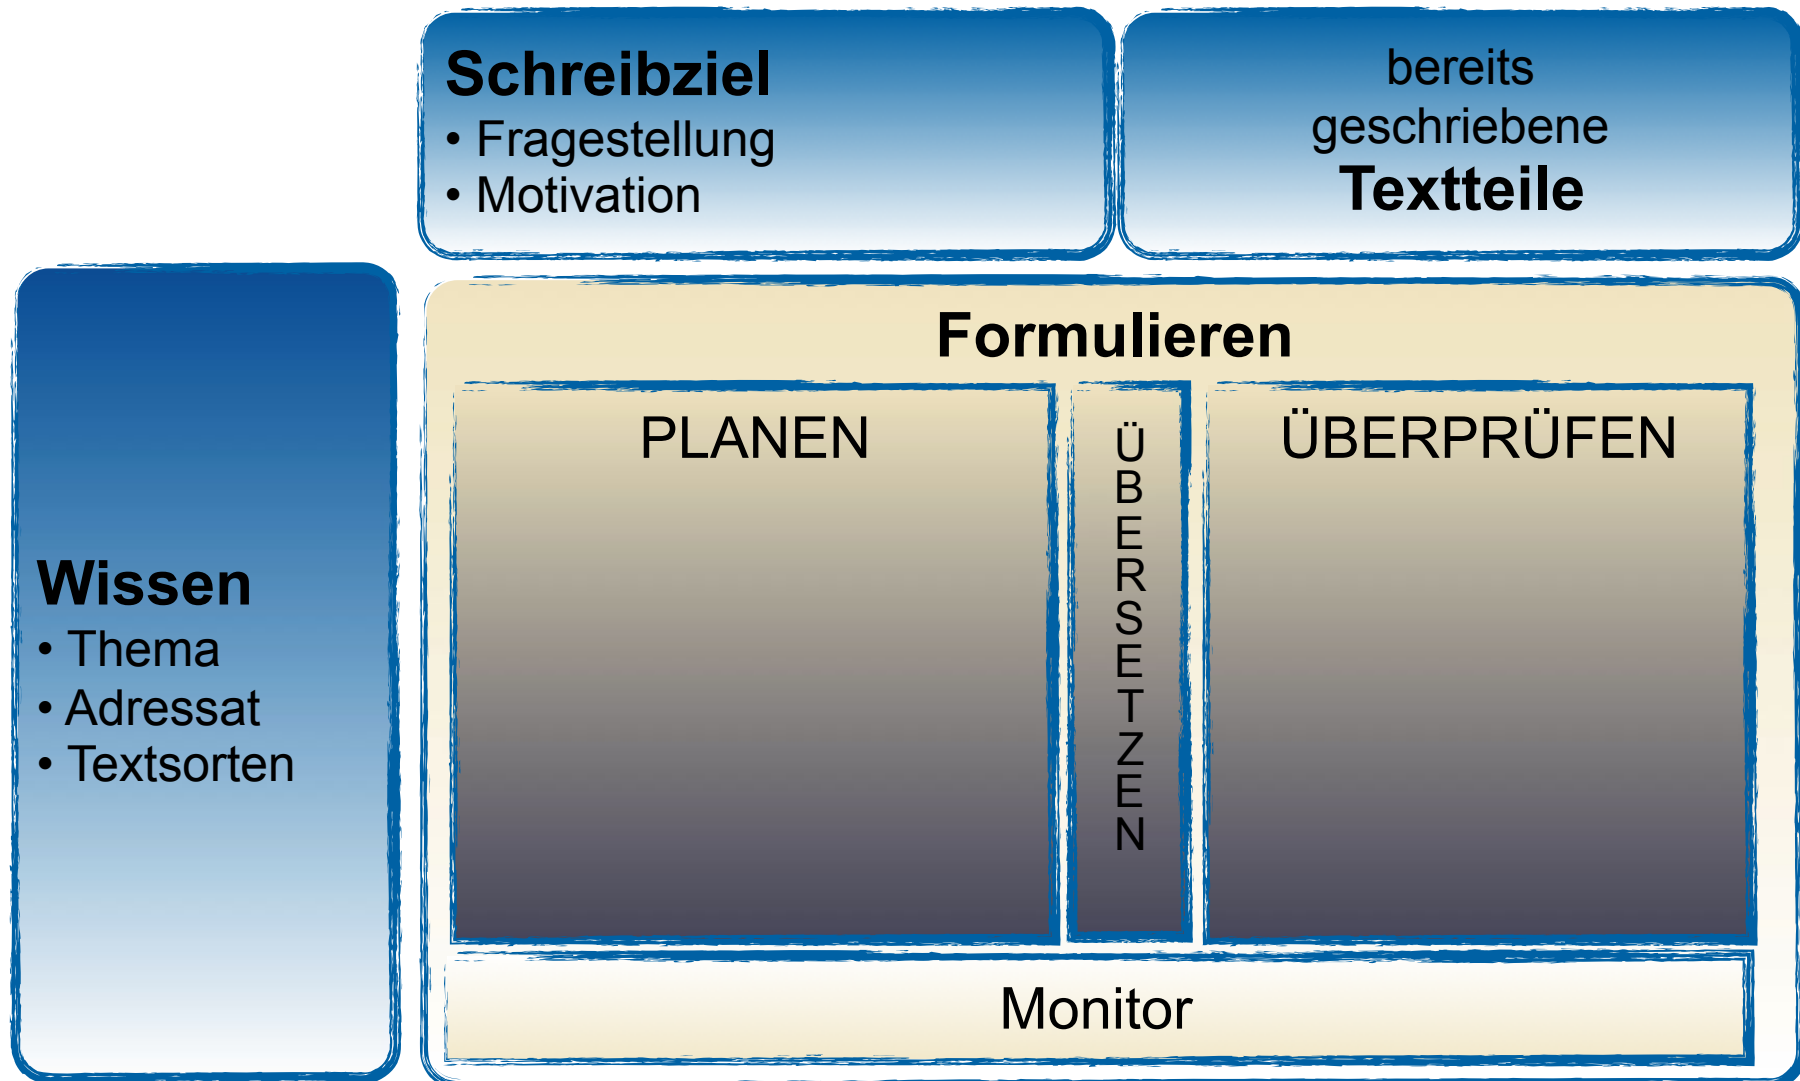 Schreibziel
• Fragestellung
• Motivation
bereits
geschriebene
Textteile
Wissen
• Thema
• Adressat
• Textsorten
Formulieren
PLANEN
ÜBERSETZEN
ÜBERPRÜFEN
Monitor